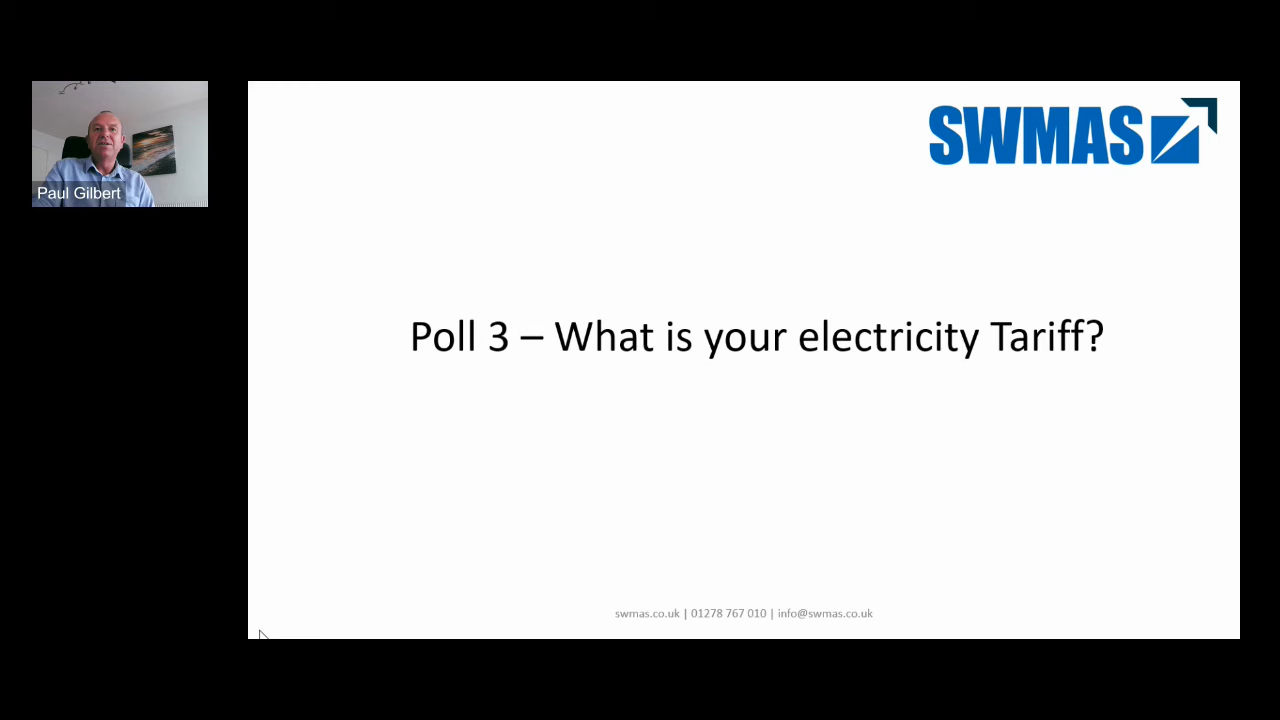 SWMAS
Paul Gilbert
Poll 3 – What is your electricity Tariff?
swmas.co.uk | 01278 767 010 | info@swmas.co.uk